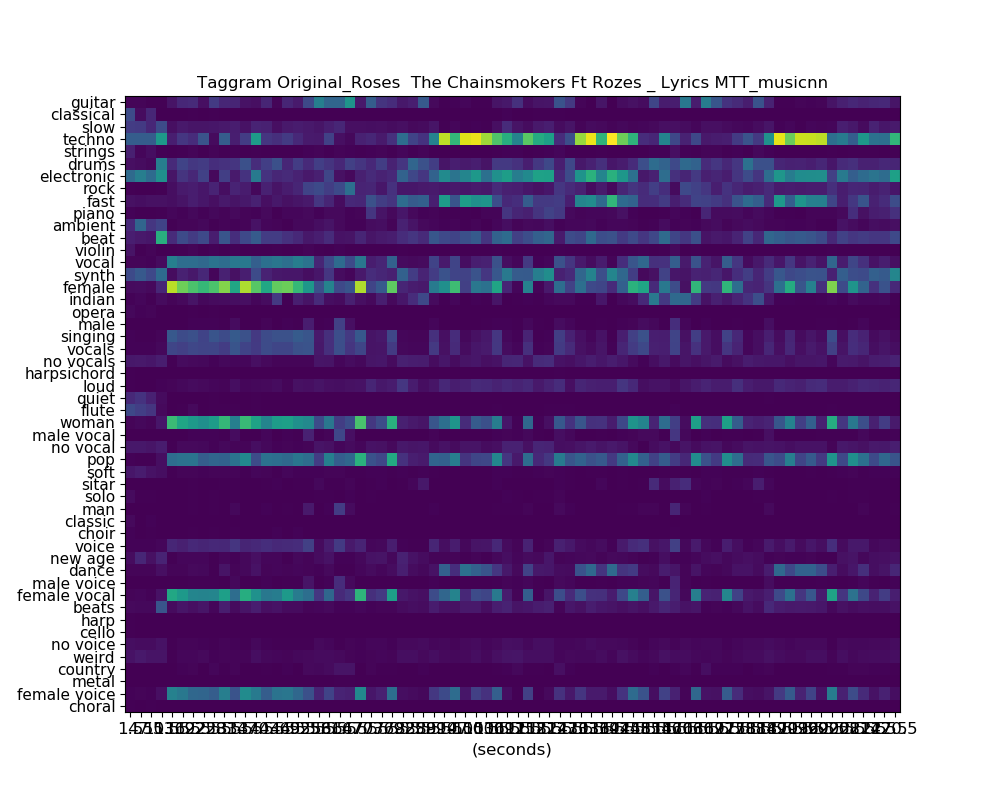 Taggram Original_Roses  The Chainsmokers Ft Rozes _ Lyrics MTT_musicnn
guitar
classical
slow
techno
strings
drums
electronic
rock
fast
piano
ambient
beat
violin
vocal
synth
female
indian
opera
male
singing
vocals
no vocals
harpsichord
loud
quiet
flute
woman
male vocal
no vocal
pop
soft
sitar
solo
man
classic
choir
voice
new age
dance
male voice
female vocal
beats
harp
cello
no voice
weird
country
metal
female voice
choral
(seconds)